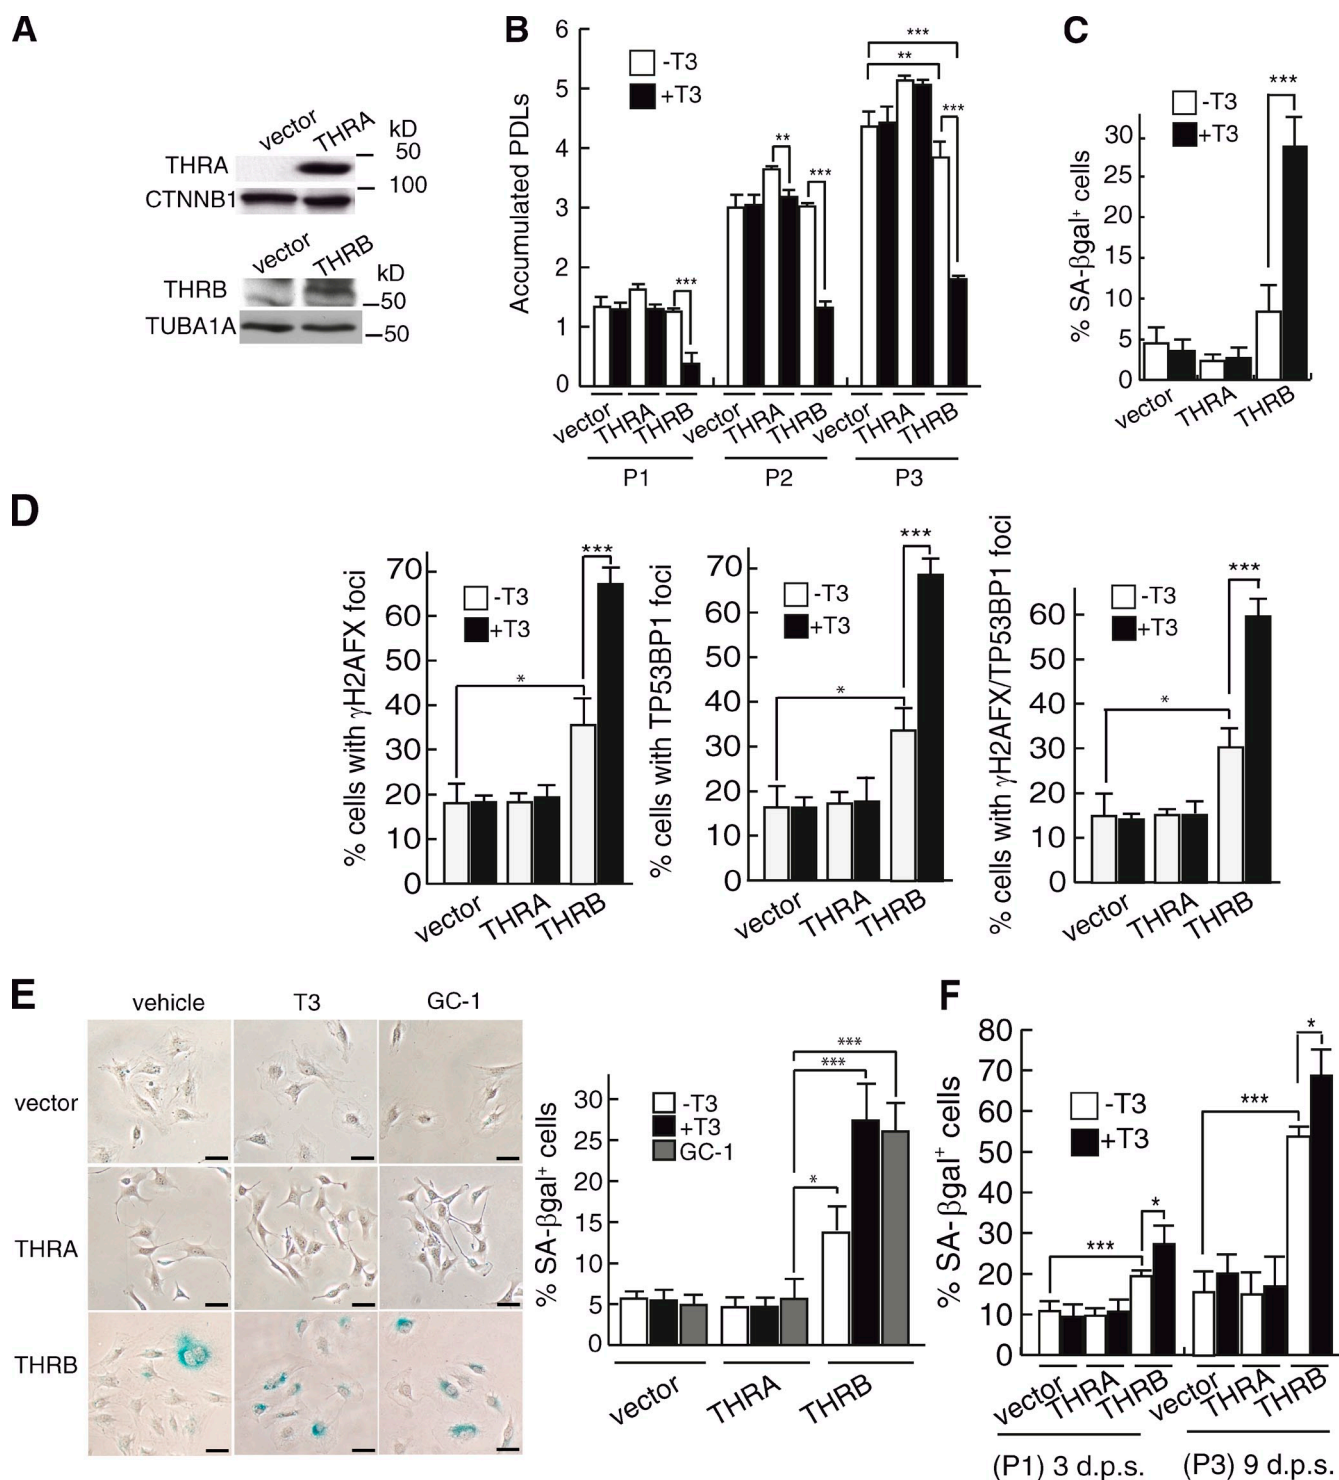 A
vector
THRA
kD
THRA
50
CTNNB1
100
vector
THRB
kD
THRB
50
TUBA1A
50
B
Accumulated PDLs
6
5
4
3
2
1
0
-T3
+T3
***
**
***
***
**
***
vector
THRA
THRB
vector
THRA
THRB
vector
THRA
THRB
P1
P2
P3
C
% SA-βgal+ cells
30
25
20
15
10
5
0
-T3
+T3
***
vector
THRA
THRB
D
% cells with γH2AFX foci
70
60
50
40
30
20
10
0
-T3
+T3
*
***
vector
THRA
THRB
% cells with TP53BP1 foci
70
60
50
40
30
20
10
0
-T3
+T3
*
***
vector
THRA
THRB
% cells with γH2AFX/TP53BP1 foci
60
50
40
30
20
10
0
-T3
+T3
*
***
vector
THRA
THRB
E
vehicle
T3
GC-1
vector
THRA
THRB
% SA-βgal+ cells
30
25
20
15
10
5
0
-T3
+T3
GC-1
***
***
*
vector
THRA
THRB
F
% SA-βgal+ cells
80
70
60
50
40
30
20
10
0
-T3
+T3
***
*
***
*
vector
THRA
THRB
vector
THRA
THRB
(P1) 3 d.p.s.
(P3) 9 d.p.s.